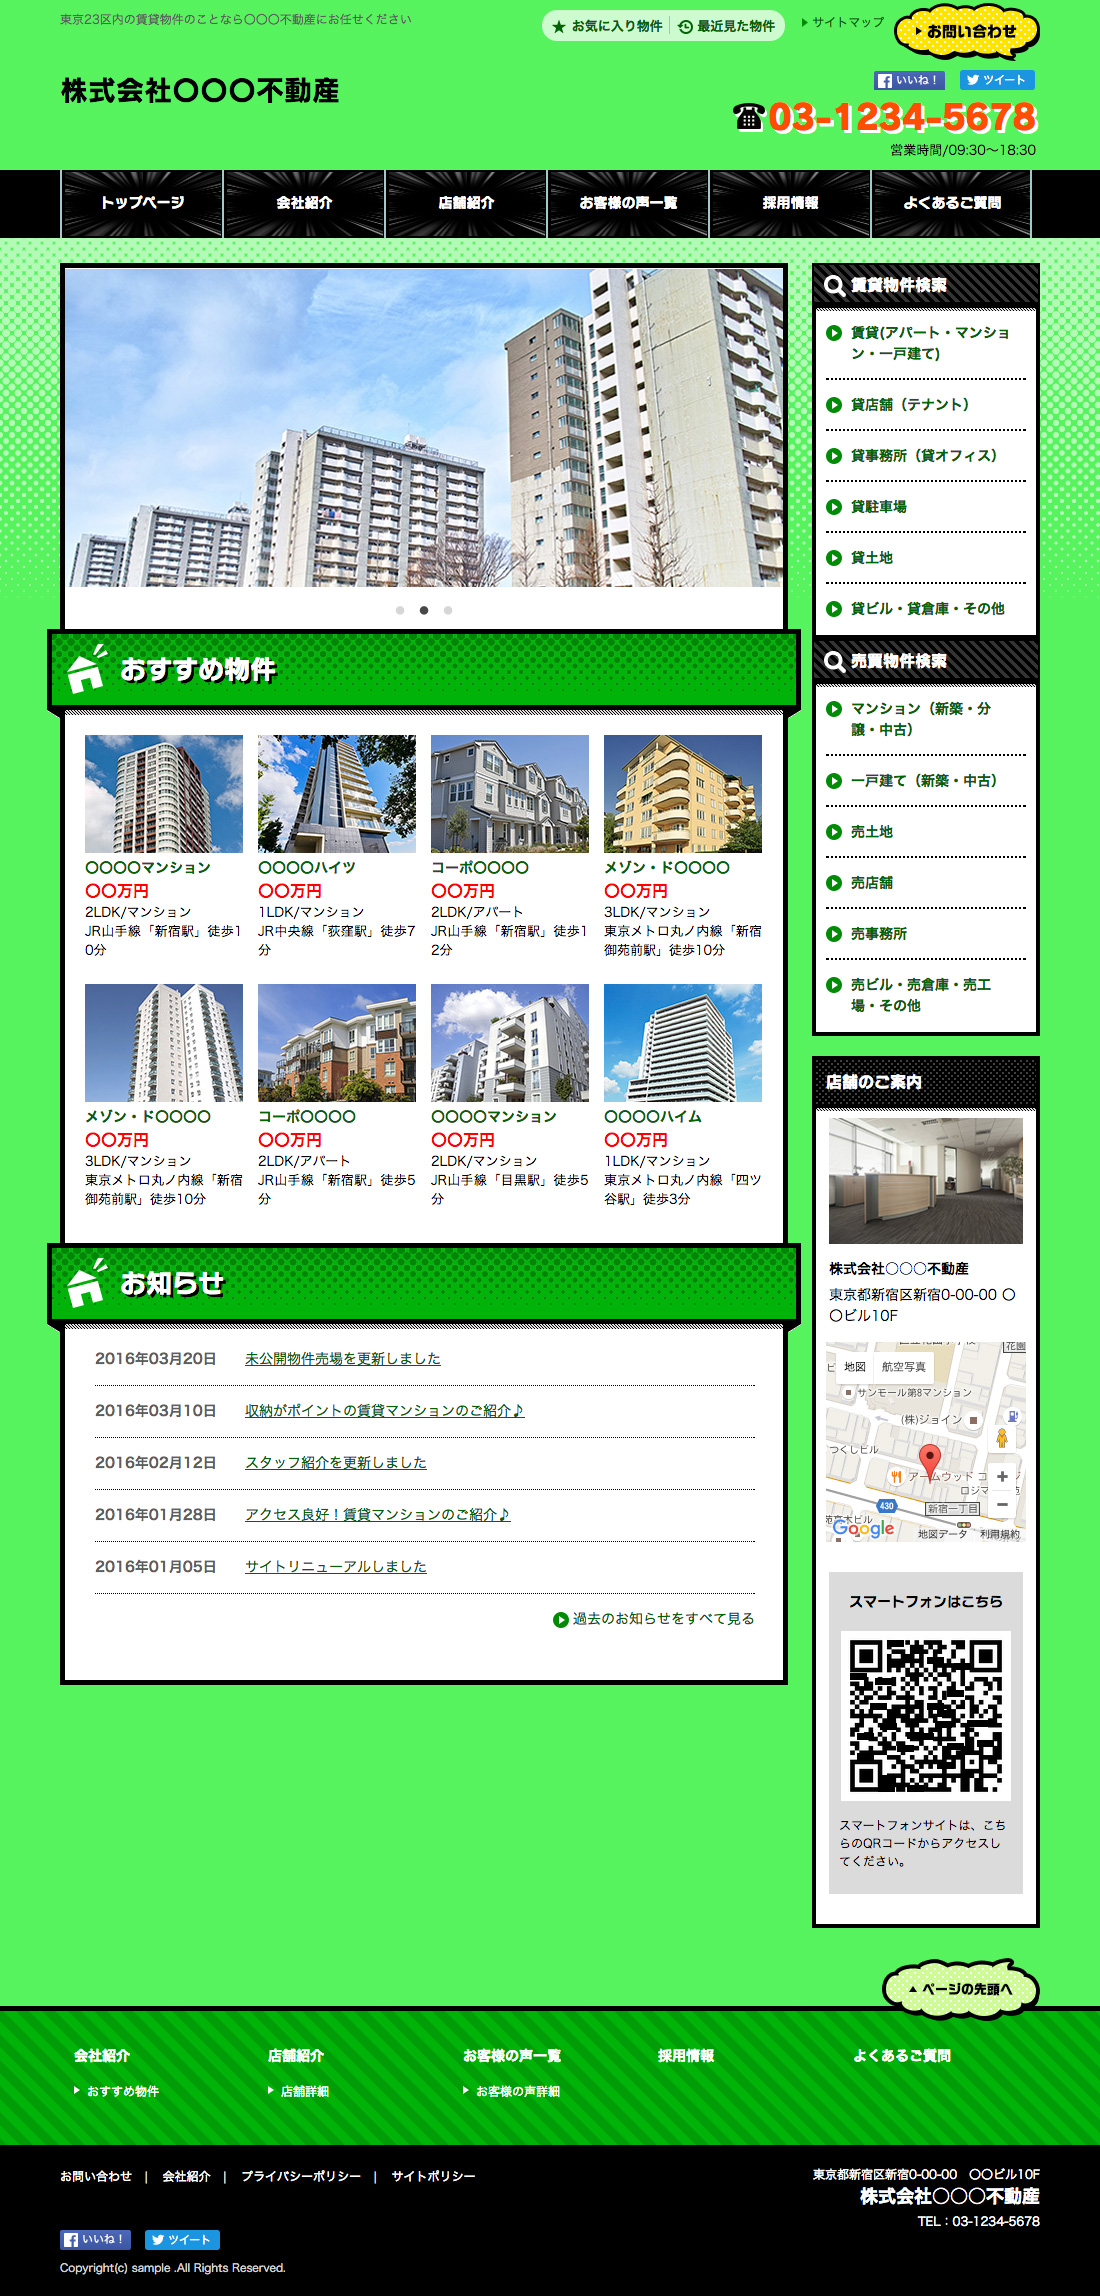 東京23区内の賃貸物件のことなら〇〇〇不動産にお任せください
お気に入り物件
最近見た物件
サイトマップ
お問い合わせ
株式会社〇〇〇不動産
いいね！
ツイート
03-1234-5678
営業時間/09:30〜18:30
トップページ
会社紹介
店舗紹介
お客様の声一覧
採用情報
よくあるご質問
おすすめ物件
〇〇〇〇マンション
〇〇万円
2LDK/マンション
JR山手線「新宿駅」徒歩1
0分
〇〇〇〇ハイツ
〇〇万円
1LDK/マンション
JR中央線「荻窪駅」徒歩7
分
コーポ〇〇〇〇
〇〇万円
2LDK/アパート
JR山手線「新宿駅」徒歩1
2分
メゾン・ド〇〇〇〇
〇〇万円
3LDK/マンション
東京メトロ丸ノ内線「新宿
御苑前駅」徒歩10分
メゾン・ド〇〇〇〇
〇〇万円
3LDK/マンション
東京メトロ丸ノ内線「新宿
御苑前駅」徒歩10分
コーポ〇〇〇〇
〇〇万円
2LDK/アパート
JR山手線「新宿駅」徒歩5
分
〇〇〇〇マンション
〇〇万円
2LDK/マンション
JR山手線「目黒駅」徒歩5
分
〇〇〇〇ハイム
〇〇万円
1LDK/マンション
東京メトロ丸ノ内線「四ツ
谷駅」徒歩3分
お知らせ
2016年03月20日 未公開物件売場を更新しました
2016年03月10日 収納がポイントの賃貸マンションのご紹介♪
2016年02月12日 スタッフ紹介を更新しました
2016年01月28日 アクセス良好！賃貸マンションのご紹介♪
2016年01月05日 サイトリニューアルしました
過去のお知らせをすべて見る
賃貸物件検索
賃貸(アパート・マンショ
ン・一戸建て)
貸店舗（テナント）
貸事務所（貸オフィス）
貸駐車場
貸土地
貸ビル・貸倉庫・その他
売買物件検索
マンション（新築・分
譲・中古）
一戸建て（新築・中古）
売土地
売店舗
売事務所
売ビル・売倉庫・売工
場・その他
店舗のご案内
株式会社〇〇〇不動産
東京都新宿区新宿0-00-00 〇
〇ビル10F
花園
地図 航空写真
サンモール第8マンション
(株)ジョイン
つくしビル
430
新宿一丁目
Google
地図データ 利用規約
スマートフォンはこちら
スマートフォンサイトは、こち
らのQRコードからアクセスし
てください。
ページの先頭へ
会社紹介
おすすめ物件
店舗紹介
店舗詳細
お客様の声一覧
お客様の声詳細
採用情報
よくあるご質問
お問い合わせ | 会社紹介 | プライバシーポリシー | サイトポリシー
東京都新宿区新宿0-00-00 〇〇ビル10F
株式会社〇〇〇不動産
TEL：03-1234-5678
いいね！
ツイート
Copyright(c) sample .All Rights Reserved.